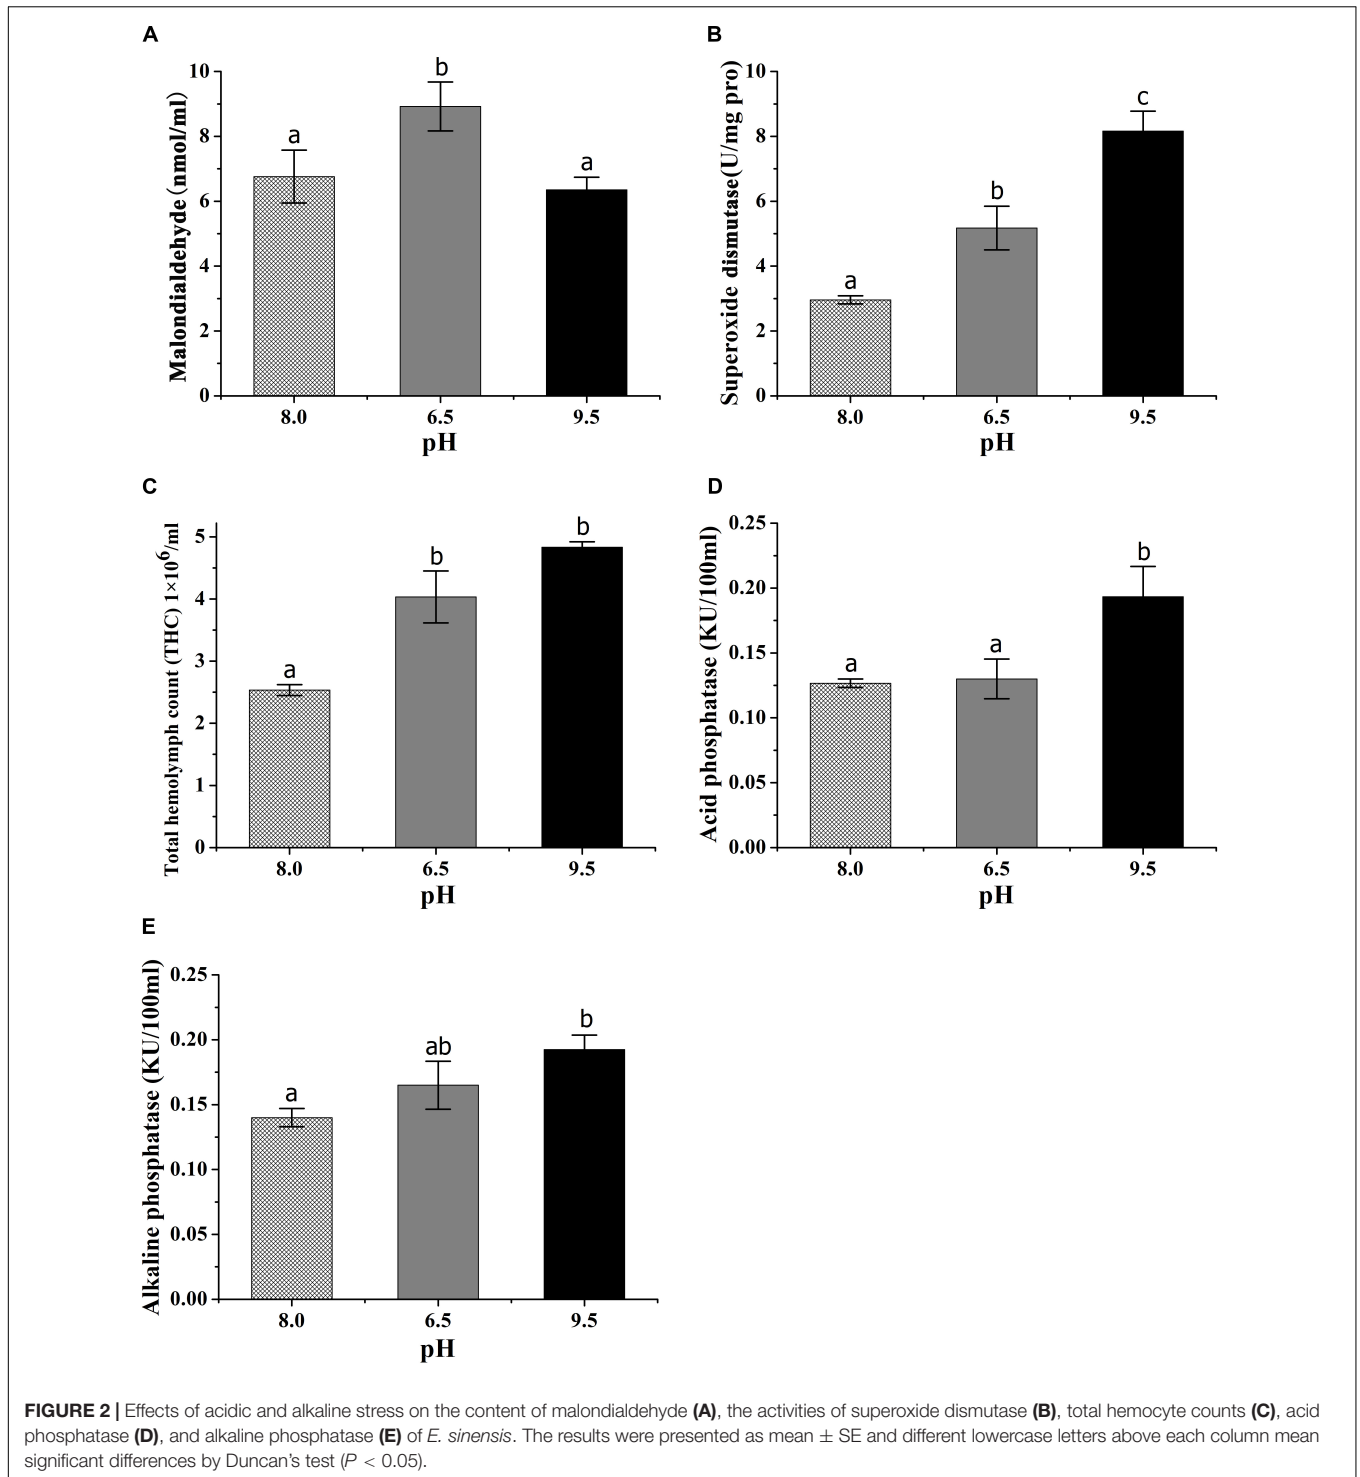 A
Malondialdehyde (nmol/ml)
10
8
6
4
2
0
a
b
a
8.0
6.5
9.5
pH
B
Superoxide dismutase(U/mg pro)
10
8
6
4
2
0
a
b
c
8.0
6.5
9.5
pH
C
Total hemolymph count (THC) 1×10⁶/ml
5
4
3
2
1
0
a
b
b
8.0
6.5
9.5
pH
D
Acid phosphatase (KU/100ml)
0.25
0.20
0.15
0.10
0.05
0.00
a
a
b
8.0
6.5
9.5
pH
E
Alkaline phosphatase (KU/100ml)
0.25
0.20
0.15
0.10
0.05
0.00
a
ab
b
8.0
6.5
9.5
pH
FIGURE 2 | Effects of acidic and alkaline stress on the content of malondialdehyde (A), the activities of superoxide dismutase (B), total hemocyte counts (C), acid
phosphatase (D), and alkaline phosphatase (E) of E. sinensis. The results were presented as mean ± SE and different lowercase letters above each column mean
significant differences by Duncan's test (P < 0.05).